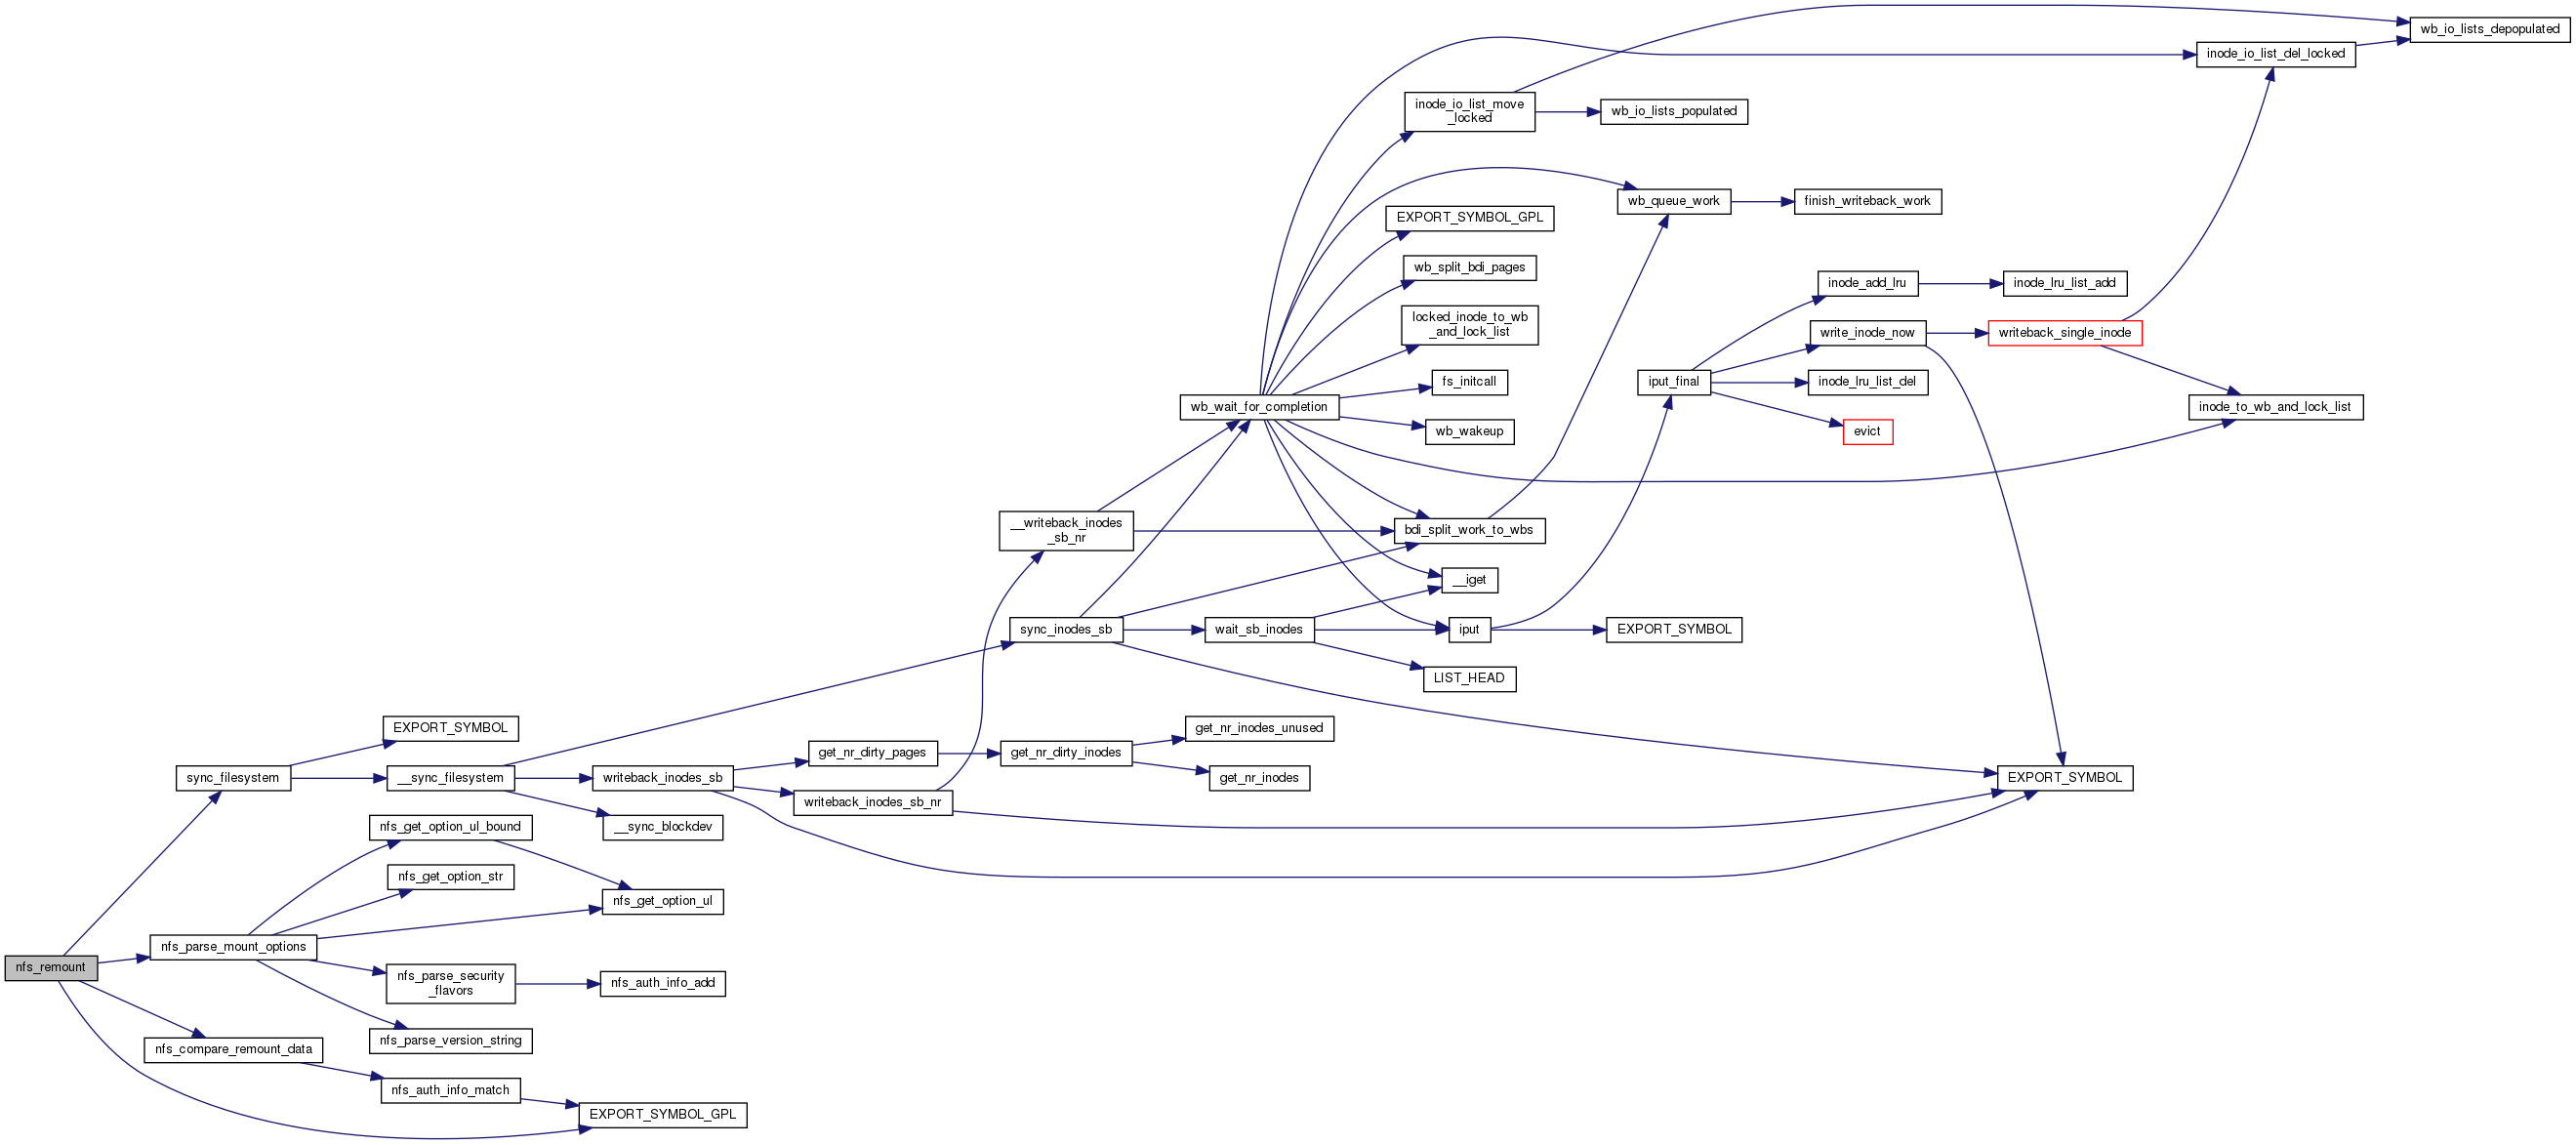 wb_io_lists_depopulated
inode_io_list_del_locked
inode_io_list_move
_locked
wb_io_lists_populated
wb_queue_work
finish_writeback_work
EXPORT_SYMBOL_GPL
wb_split_bdi_pages
inode_add_lru
inode_lru_list_add
locked_inode_to_wb
_and_lock_list
write_inode_now
writeback_single_inode
fs_initcall
iput_final
inode_lru_list_del
wb_wait_for_completion
inode_to_wb_and_lock_list
wb_wakeup
evict
__writeback_inodes
_sb_nr
bdi_split_work_to_wbs
__iget
sync_inodes_sb
wait_sb_inodes
iput
EXPORT_SYMBOL
LIST_HEAD
EXPORT_SYMBOL
get_nr_inodes_unused
get_nr_dirty_pages
get_nr_dirty_inodes
sync_filesystem
__sync_filesystem
writeback_inodes_sb
get_nr_inodes
EXPORT_SYMBOL
writeback_inodes_sb_nr
nfs_get_option_ul_bound
__sync_blockdev
nfs_get_option_str
nfs_get_option_ul
nfs_parse_mount_options
nfs_remount
nfs_parse_security
_flavors
nfs_auth_info_add
nfs_parse_version_string
nfs_compare_remount_data
nfs_auth_info_match
EXPORT_SYMBOL_GPL